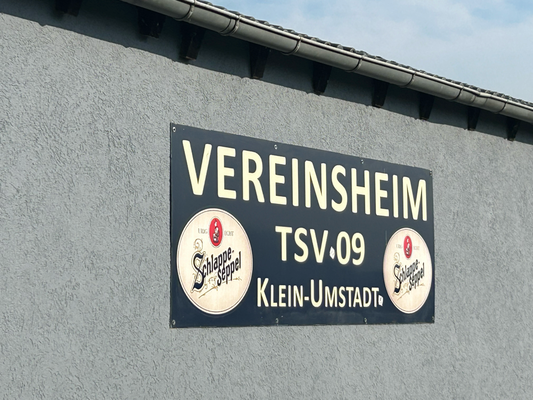 VEREINSHEIM
TSV 09
KLEIN-UMSTADT
Schlappe-
Seppel
Schlappe-
Seppel